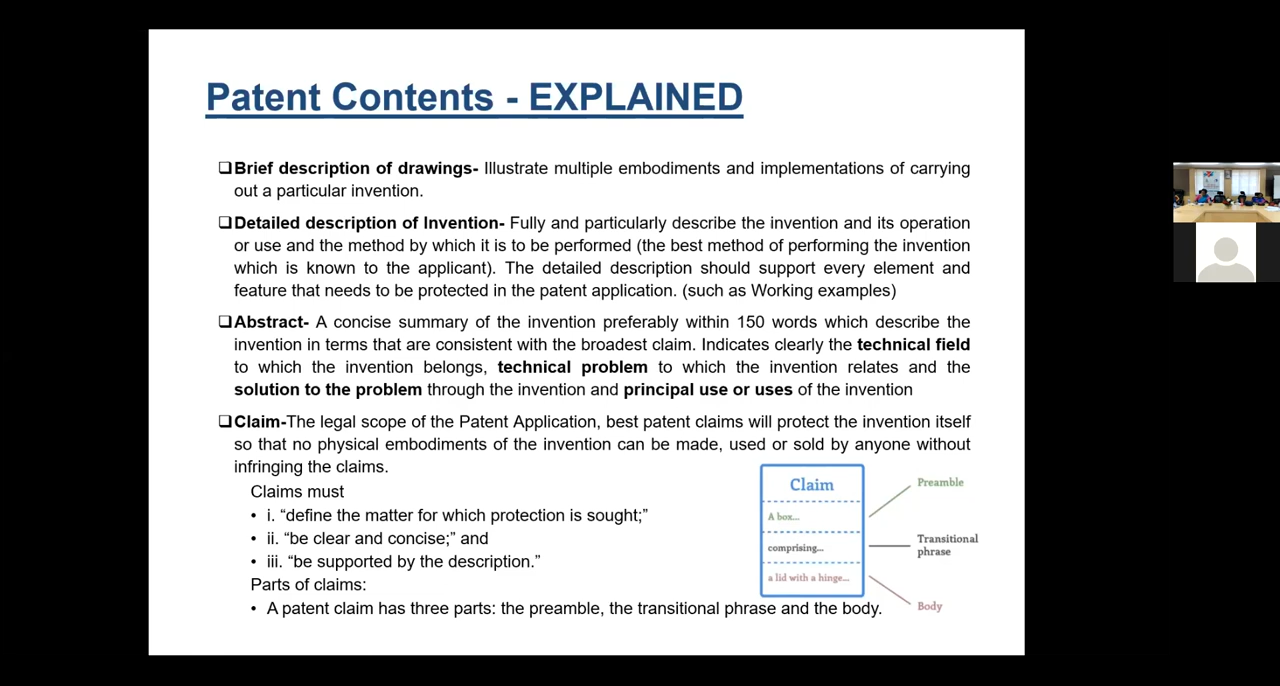 Patent Contents - EXPLAINED
❑Brief description of drawings- Illustrate multiple embodiments and implementations of carrying
out a particular invention.
❑Detailed description of Invention- Fully and particularly describe the invention and its operation
or use and the method by which it is to be performed (the best method of performing the invention
which is known to the applicant). The detailed description should support every element and
feature that needs to be protected in the patent application. (such as Working examples)
❑Abstract- A concise summary of the invention preferably within 150 words which describe the
invention in terms that are consistent with the broadest claim. Indicates clearly the technical field
to which the invention belongs, technical problem to which the invention relates and the
solution to the problem through the invention and principal use or uses of the invention
❑Claim-The legal scope of the Patent Application, best patent claims will protect the invention itself
so that no physical embodiments of the invention can be made, used or sold by anyone without
infringing the claims.
Claims must
• i. “define the matter for which protection is sought;”
• ii. “be clear and concise;” and
• iii. “be supported by the description.”
Parts of claims:
• A patent claim has three parts: the preamble, the transitional phrase and the body.
Claim
A box...
comprising...
a lid with a hinge...
Preamble
Transitional
phrase
Body